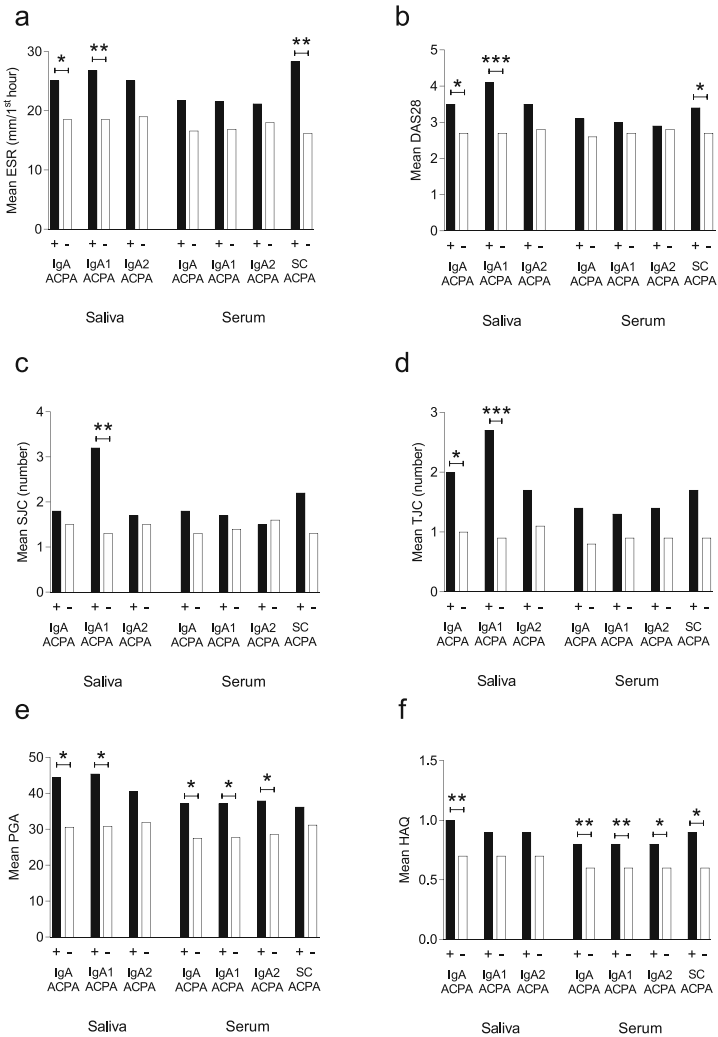 a
Mean ESR (mm/1st hour)
30
20
10
0
* ** **
+ - + - + - + - + - + - + -
IgA IgA1 IgA2 IgA IgA1 IgA2 SC
ACPA ACPA ACPA ACPA ACPA ACPA ACPA
Saliva Serum
b
Mean DAS28
5
4
3
2
1
0
* *** *
+ - + - + - + - + - + - + -
IgA IgA1 IgA2 IgA IgA1 IgA2 SC
ACPA ACPA ACPA ACPA ACPA ACPA ACPA
Saliva Serum
c
Mean SJC (number)
4
3
2
1
0
**
+ - + - + - + - + - + - + -
IgA IgA1 IgA2 IgA IgA1 IgA2 SC
ACPA ACPA ACPA ACPA ACPA ACPA ACPA
Saliva Serum
d
Mean TJC (number)
3
2
1
0
* ***
+ - + - + - + - + - + - + -
IgA IgA1 IgA2 IgA IgA1 IgA2 SC
ACPA ACPA ACPA ACPA ACPA ACPA ACPA
Saliva Serum
e
Mean PGA
50
40
30
20
10
0
* * * * *
+ - + - + - + - + - + - + -
IgA IgA1 IgA2 IgA IgA1 IgA2 SC
ACPA ACPA ACPA ACPA ACPA ACPA ACPA
Saliva Serum
f
Mean HAQ
1.5
1.0
0.5
0.0
** ** ** * *
+ - + - + - + - + - + - + -
IgA IgA1 IgA2 IgA IgA1 IgA2 SC
ACPA ACPA ACPA ACPA ACPA ACPA ACPA
Saliva Serum